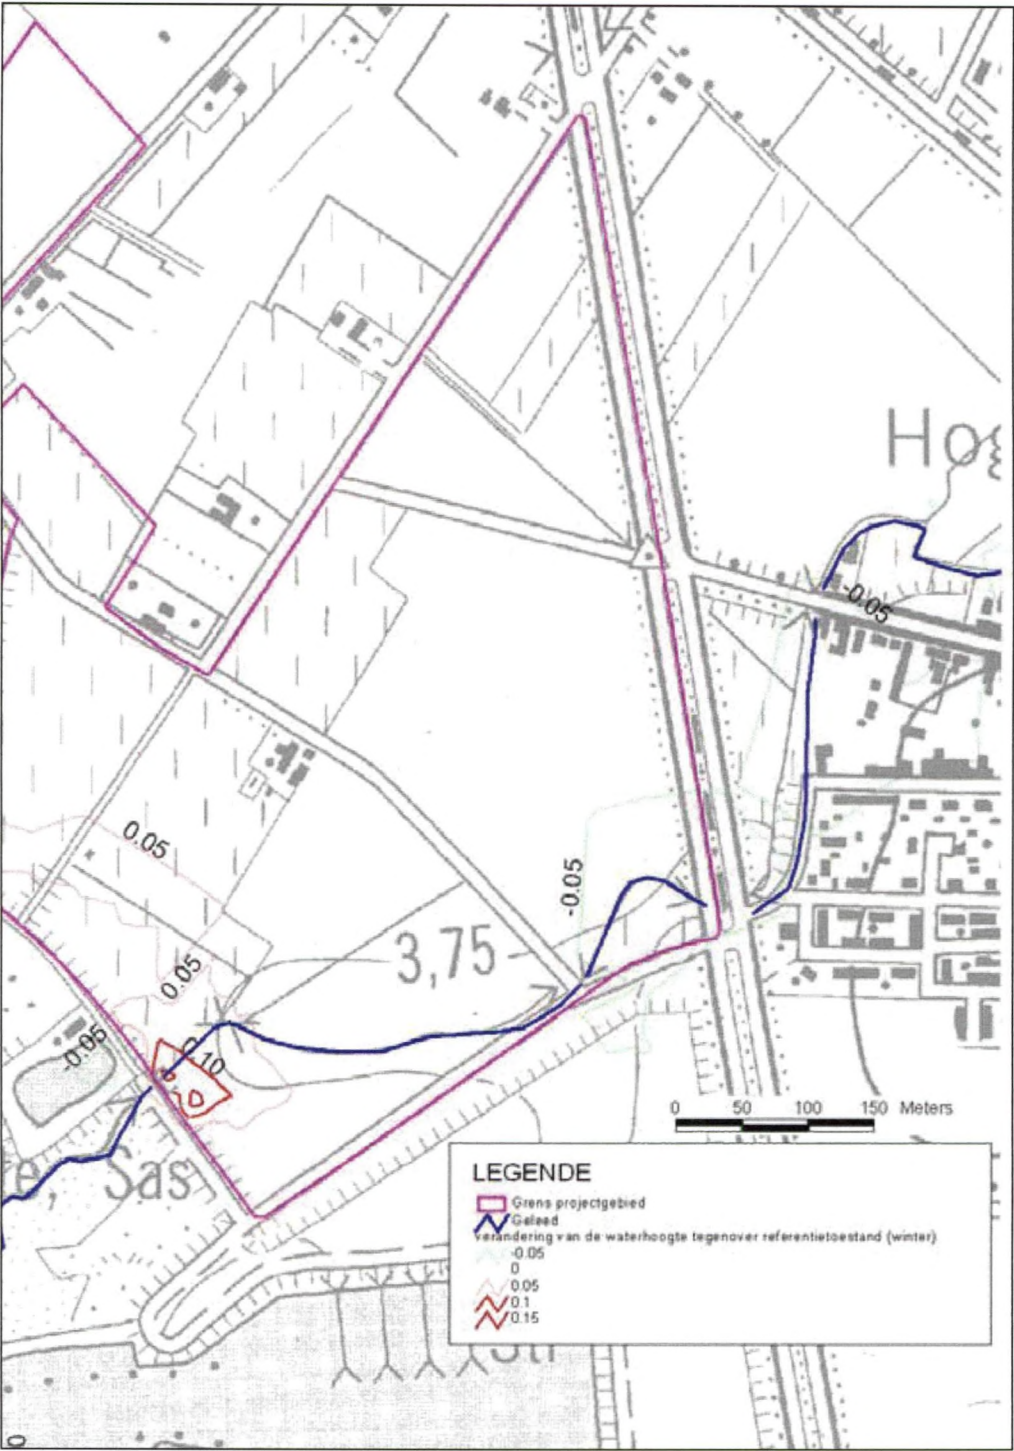 Ho
-0.05
0.05
-0.05
3,75
0.05
-0.05
0.10
0 50 100 150 Meters
e, Sas
LEGENDE
Grens projectgebied
Geleed
verandering van de waterhoogte tegenover referentietoestand (winter)
-0.05
0
0.05
0.1
0.15
0